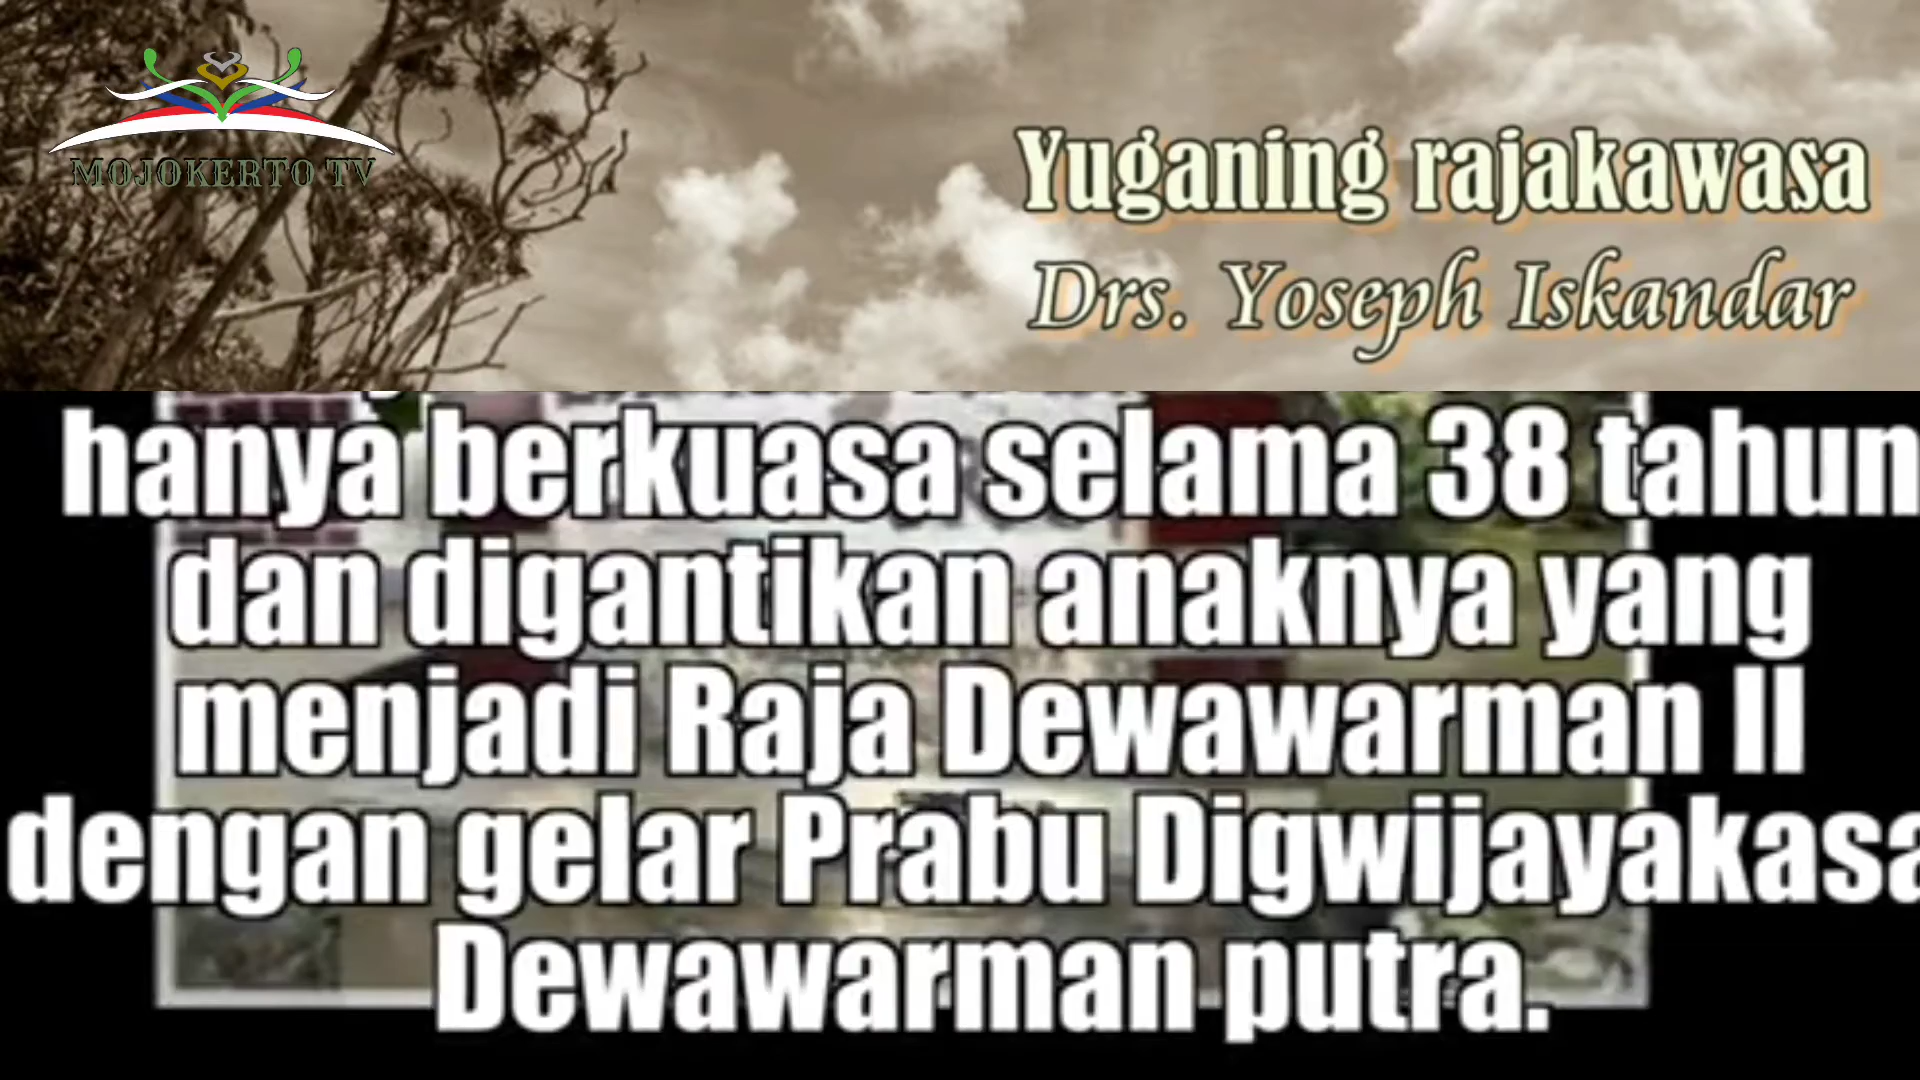 MOJOKERTO TV
Yuganing rajakawasa
Drs. Yoseph Iskandar
hanya berkuasa selama 38 tahun
dan digantikan anaknya yang
menjadi Raja Dewawarman II
dengan gelar Prabu Digwijayakasa
Dewawarman putra.